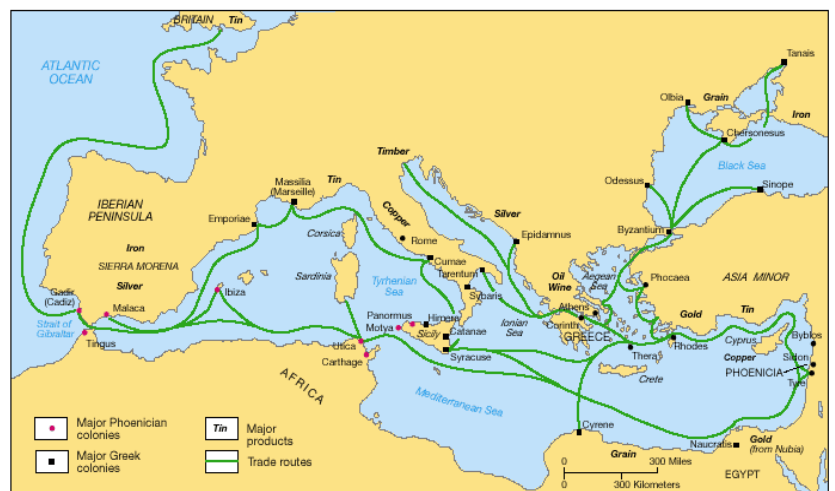 BRITAIN
Tin
ATLANTIC
OCEAN
Tanais
Olbia
Grain
Iron
Chersonesus
Black Sea
Timber
Tin
Massilia
(Marseille)
Odessus
Sinope
IBERIAN
PENINSULA
Emporiae
Corsica
Copper
Rome
Silver
Epidamnus
Byzantium
Iron
SIERRA MORENA
Silver
Sardinia
Cumae
Tarentum
Tyrrhenian
Sea
Sybaris
Oil
Wine
Aegean
Sea
Phocaea
ASIA MINOR
Gadir
(Cadiz)
Malaca
Ibiza
Panormus
Motya
Himera
Sicily
Catanae
Ionian
Sea
Athens
Corinth
GREECE
Gold
Tin
Strait of
Gibraltar
Tingus
Utica
Carthage
Syracuse
Thera
Rhodes
Cyprus
Copper
Byblos
Sidon
PHOENICIA
Tyre
Crete
AFRICA
Mediterranean Sea
Cyrene
Naucratis
Gold
(from Nubia)
Grain
EGYPT
Major Phoenician
colonies
Major Greek
colonies
Tin
Major
products
Trade routes
0 300 Miles
0 300 Kilometers